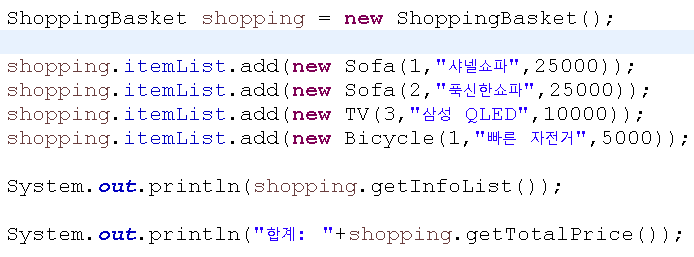 ShoppingBasket shopping = new ShoppingBasket();
shopping.itemList.add(new Sofa(1,"샤넬쇼파",25000));
shopping.itemList.add(new Sofa(2,"푹신한쇼파",25000));
shopping.itemList.add(new TV(3,"삼성 QLED",10000));
shopping.itemList.add(new Bicycle(1,"빠른 자전거",5000));
System.out.println(shopping.getInfoList());
System.out.println("합계: "+shopping.getTotalPrice());